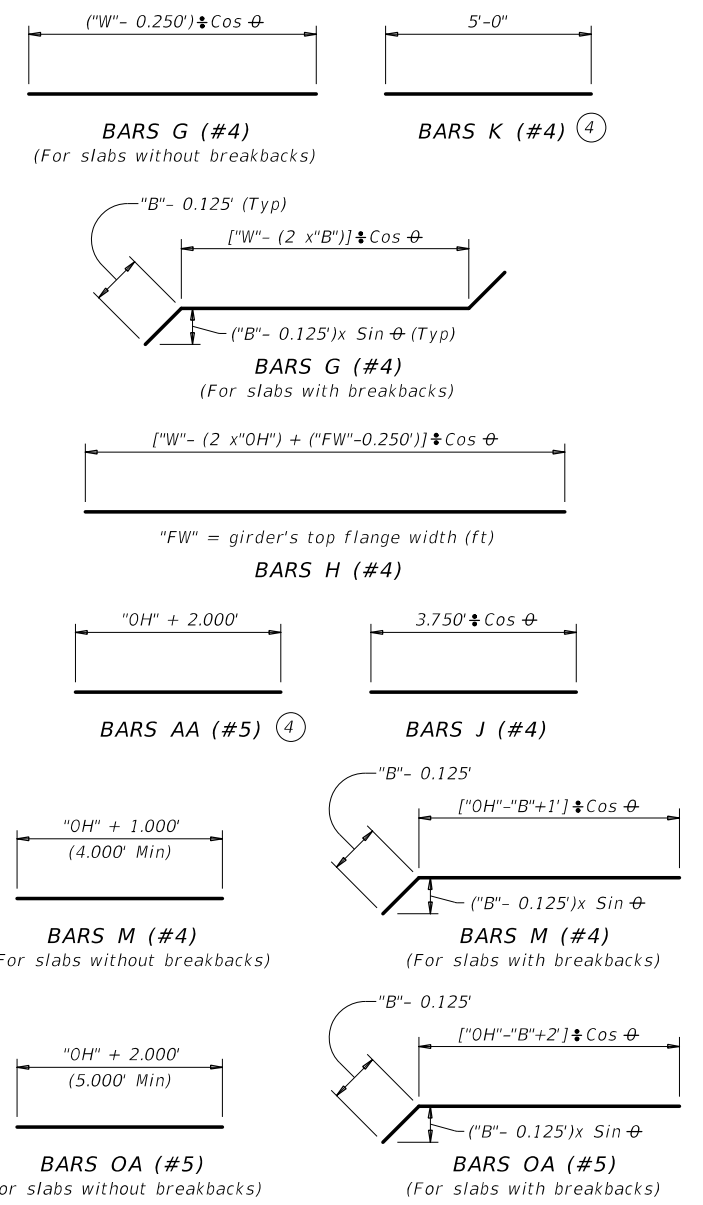 ("W"– 0.250')÷Cos θ
5'-0"
BARS G (#4)
BARS K (#4) 4
(For slabs without breakbacks)
"B"– 0.125' (Typ)
["W"– (2 x"B")]÷Cos θ
("B"– 0.125')x Sin θ (Typ)
BARS G (#4)
(For slabs with breakbacks)
["W"– (2 x"OH") + ("FW"–0.250')]÷Cos θ
"FW" = girder's top flange width (ft)
BARS H (#4)
"OH" + 2.000'
3.750'÷Cos θ
BARS AA (#5) 4
BARS J (#4)
"B"– 0.125'
"OH" + 1.000'
(4.000' Min)
["OH"–"B"+1']÷Cos θ
("B"– 0.125')x Sin θ
BARS M (#4)
(For slabs without breakbacks)
BARS M (#4)
(For slabs with breakbacks)
"B"– 0.125'
"OH" + 2.000'
(5.000' Min)
["OH"–"B"+2']÷Cos θ
("B"– 0.125')x Sin θ
BARS OA (#5)
or slabs without breakbacks)
BARS OA (#5)
(For slabs with breakbacks)